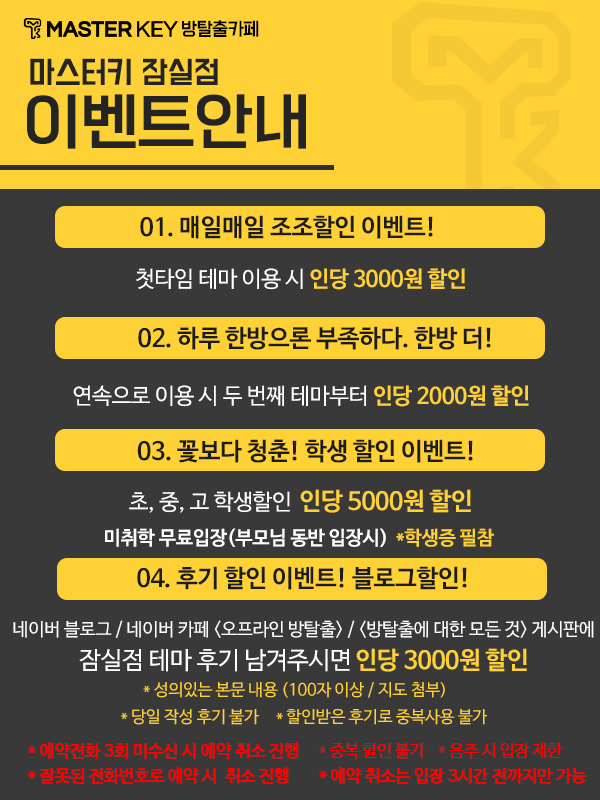 MASTER KEY 방탈출카페
마스터키 잠실점
이벤트안내
01. 매일매일 조조할인 이벤트!
첫타임 테마 이용 시 인당 3000원 할인
02. 하루 한방으론 부족하다. 한방 더!
연속으로 이용 시 두 번째 테마부터 인당 2000원 할인
03. 꽃보다 청춘! 학생 할인 이벤트!
초, 중, 고 학생할인 인당 5000원 할인
미취학 무료입장(부모님 동반 입장시) *학생증 필참
04. 후기 할인 이벤트! 블로그할인!
네이버 블로그 / 네이버 카페 <오프라인 방탈출> / <방탈출에 대한 모든 것> 게시판에
잠실점 테마 후기 남겨주시면 인당 3000원 할인
* 성의있는 본문 내용 (100자 이상 / 지도 첨부)
* 당일 작성 후기 불가 * 할인받은 후기로 중복사용 불가
* 예약전화 3회 미수신 시 예약 취소 진행 * 중복 할인 불가 * 음주 시 입장 제한
* 잘못된 전화번호로 예약 시 취소 진행 * 예약 취소는 입장 3시간 전까지만 가능